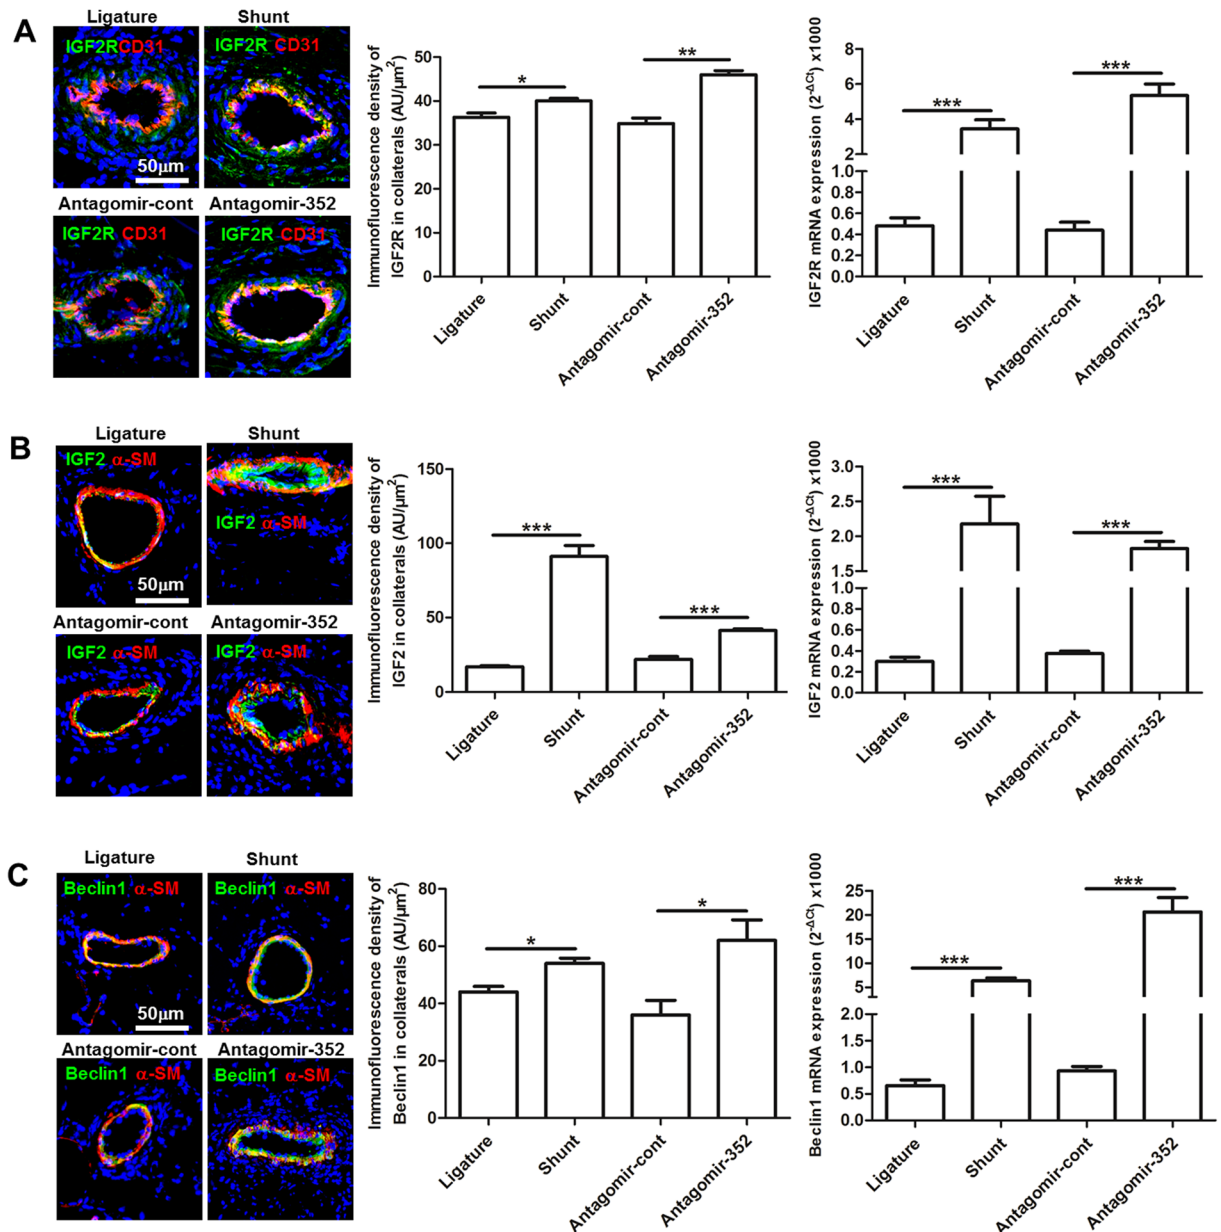 A
Ligature
Shunt
IGF2RCD31
IGF2R CD31
50µm
Antagomir-cont
Antagomir-352
IGF2R CD31
IGF2R CD31
Immunofluorescence density of
IGF2R in collaterals (AU/µm²)
50
40
30
20
10
0
*
**
Ligature
Shunt
Antagomir-cont
Antagomir-352
IGF2R mRNA expression (2^-ΔCt) x1000
8
6
4
2
0.8
0.6
0.4
0.2
0.0
***
***
Ligature
Shunt
Antagomir-cont
Antagomir-352
B
Ligature
Shunt
IGF2 α-SM
IGF2 α-SM
50µm
Antagomir-cont
Antagomir-352
IGF2 α-SM
IGF2 α-SM
Immunofluorescence density of
IGF2 in collaterals (AU/µm²)
150
100
50
0
***
***
Ligature
Shunt
Antagomir-cont
Antagomir-352
IGF2 mRNA expression (2^-ΔCt) x1000
3.0
2.5
2.0
1.5
1.0
0.8
0.6
0.4
0.2
0.0
***
***
Ligature
Shunt
Antagomir-cont
Antagomir-352
C
Ligature
Shunt
Beclin1 α-SM
Beclin1 α-SM
50µm
Antagomir-cont
Antagomir-352
Beclin1 α-SM
Beclin1 α-SM
Immunofluorescence density of
Beclin1 in collaterals (AU/µm²)
80
60
40
20
0
*
*
Ligature
Shunt
Antagomir-cont
Antagomir-352
Beclin1 mRNA expression (2^-ΔCt) x1000
25
20
15
10
5
2.0
1.5
1.0
0.5
0.0
***
***
Ligature
Shunt
Antagomir-cont
Antagomir-352